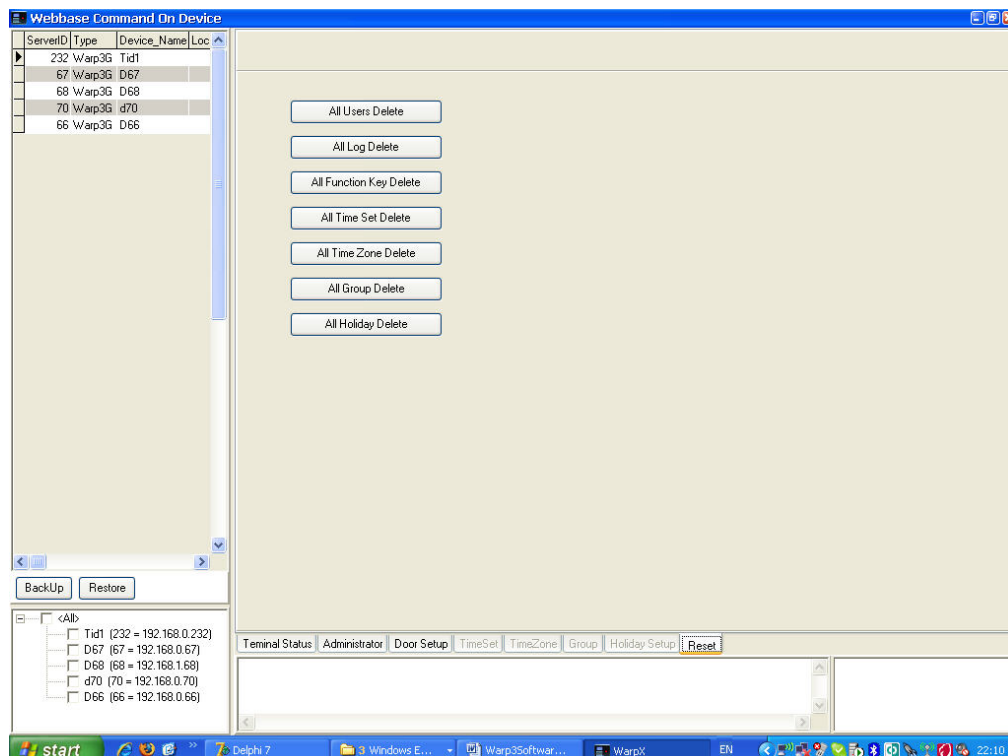 Webbase Command On Device
ServerID Type Device_Name Loc
232 Warp3G Tid1
67 Warp3G D67
68 Warp3G D68
70 Warp3G d70
66 Warp3G D66
All Users Delete
All Log Delete
All Function Key Delete
All Time Set Delete
All Time Zone Delete
All Group Delete
All Holiday Delete
BackUp Restore
<All>
Tid1 (232 = 192.168.0.232)
D67 (67 = 192.168.0.67)
D68 (68 = 192.168.1.68)
d70 (70 = 192.168.0.70)
D66 (66 = 192.168.0.66)
Teminal Status Administrator Door Setup TimeSet TimeZone Group Holiday Setup Reset
start Delphi 7 3 Windows E... Warp3Softwar... WarpX EN 22:10